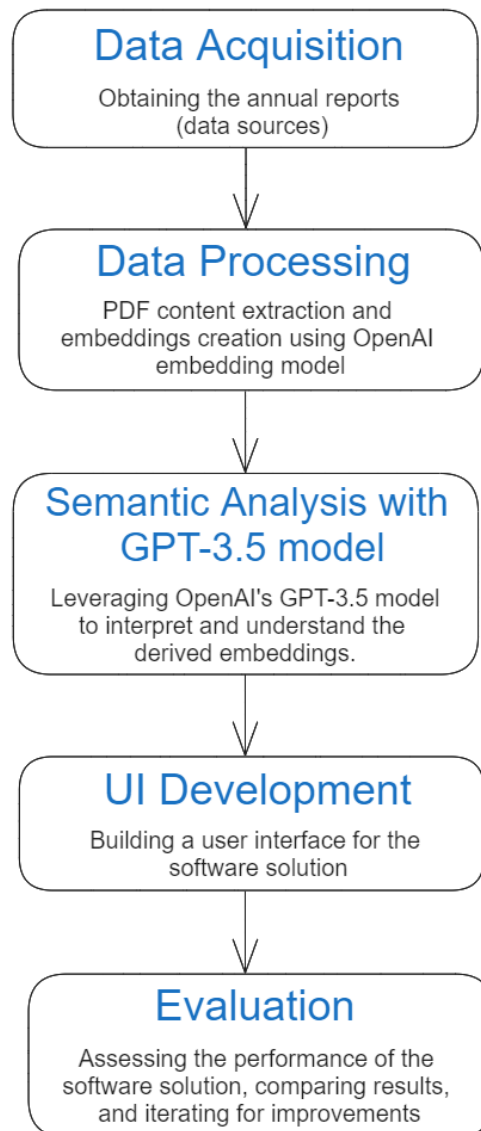 Data Acquisition
Obtaining the annual reports
(data sources)
Data Processing
PDF content extraction and
embeddings creation using OpenAI
embedding model
Semantic Analysis with
GPT-3.5 model
Leveraging OpenAI's GPT-3.5 model
to interpret and understand the
derived embeddings.
UI Development
Building a user interface for the
software solution
Evaluation
Assessing the performance of the
software solution, comparing results,
and iterating for improvements